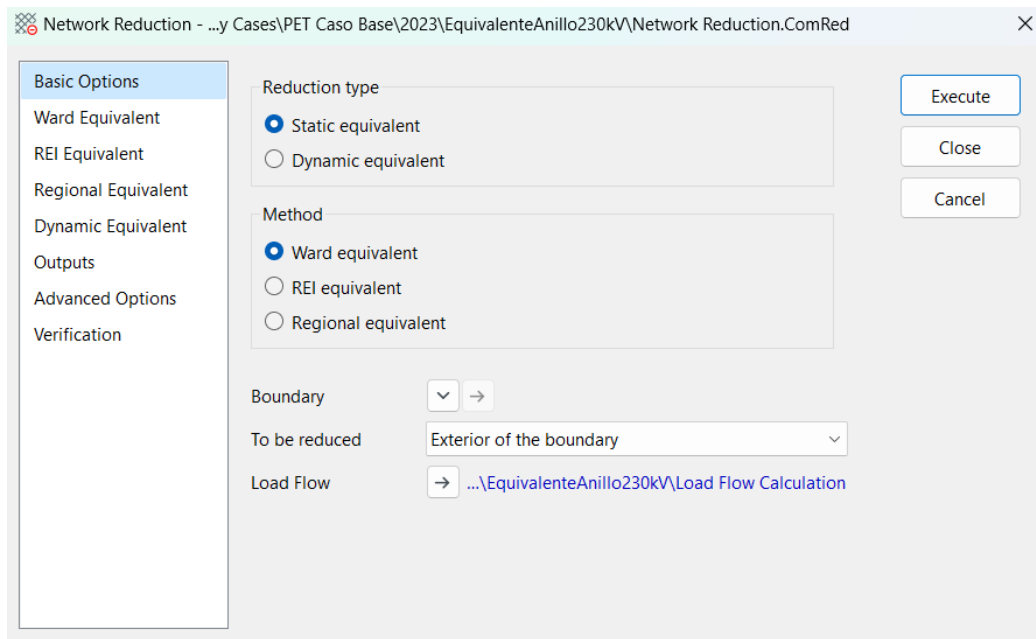 Network Reduction - ...y Cases\PET Caso Base\2023\EquivalenteAnillo230kV\Network Reduction.ComRed
Basic Options
Ward Equivalent
REI Equivalent
Regional Equivalent
Dynamic Equivalent
Outputs
Advanced Options
Verification
Reduction type
Static equivalent
Dynamic equivalent
Method
Ward equivalent
REI equivalent
Regional equivalent
Boundary
To be reduced Exterior of the boundary
Load Flow ...\EquivalenteAnillo230kV\Load Flow Calculation
Execute
Close
Cancel